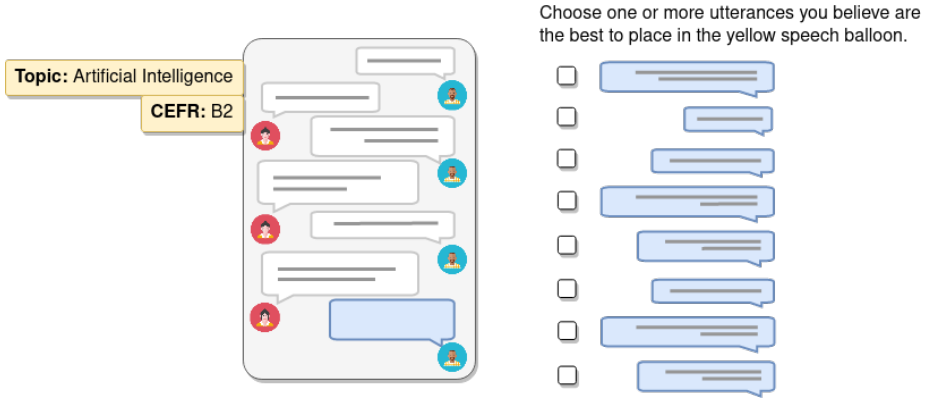 Choose one or more utterances you believe are
the best to place in the yellow speech balloon.
Topic: Artificial Intelligence
CEFR: B2